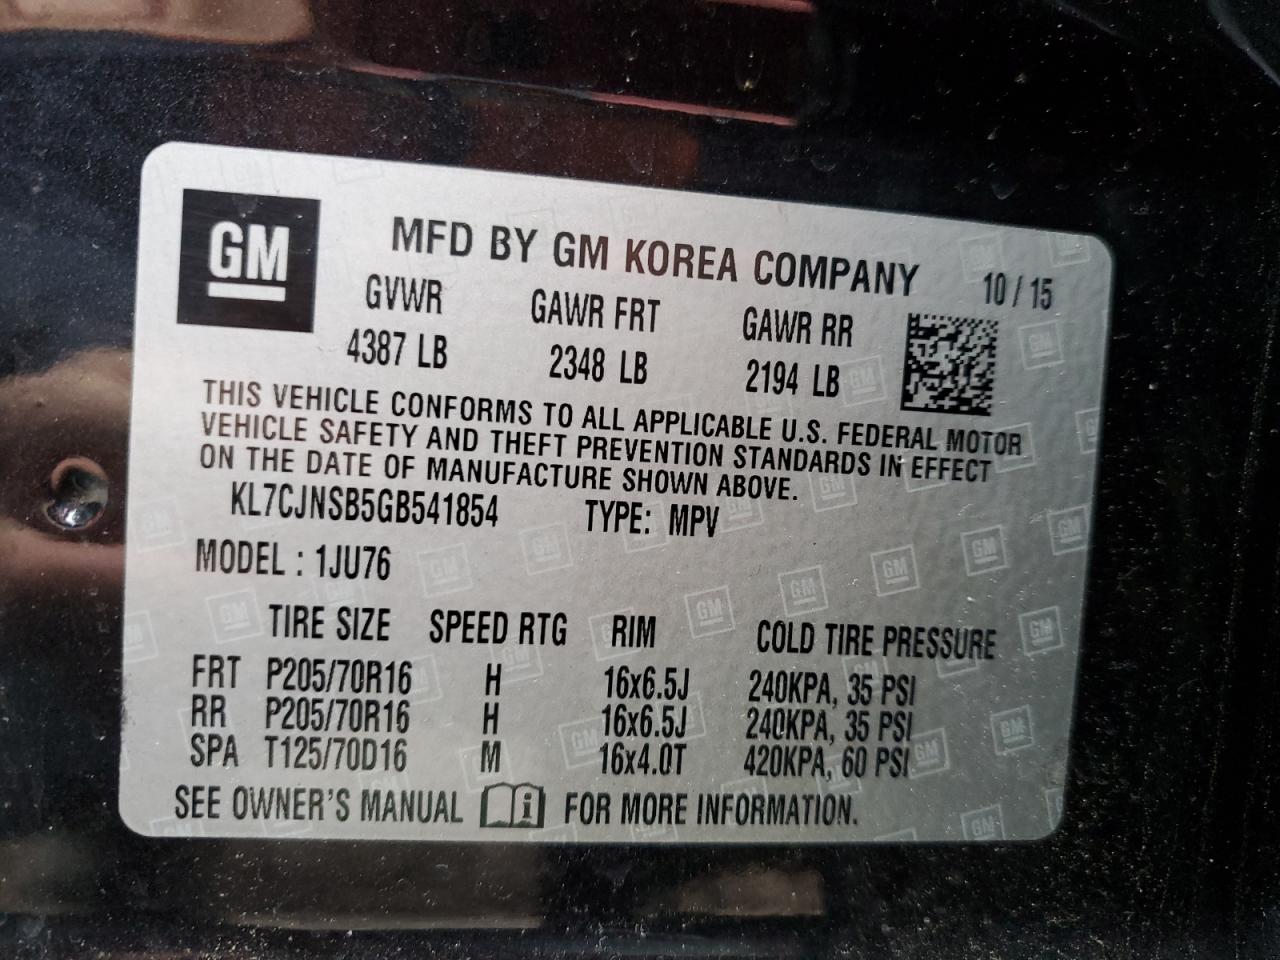 GM
MFD BY GM KOREA COMPANY 10/15
GVWR GAWR FRT GAWR RR
4387 LB 2348 LB 2194 LB
THIS VEHICLE CONFORMS TO ALL APPLICABLE U.S. FEDERAL MOTOR
VEHICLE SAFETY AND THEFT PREVENTION STANDARDS IN EFFECT
ON THE DATE OF MANUFACTURE SHOWN ABOVE.
KL7CJNSB5GB541854 TYPE: MPV
MODEL : 1JU76
TIRE SIZE SPEED RTG RIM COLD TIRE PRESSURE
FRT P205/70R16 H 16x6.5J 240KPA, 35 PSI
RR P205/70R16 H 16x6.5J 240KPA, 35 PSI
SPA T125/70D16 M 16x4.0T 420KPA, 60 PSI
SEE OWNER'S MANUAL i FOR MORE INFORMATION.